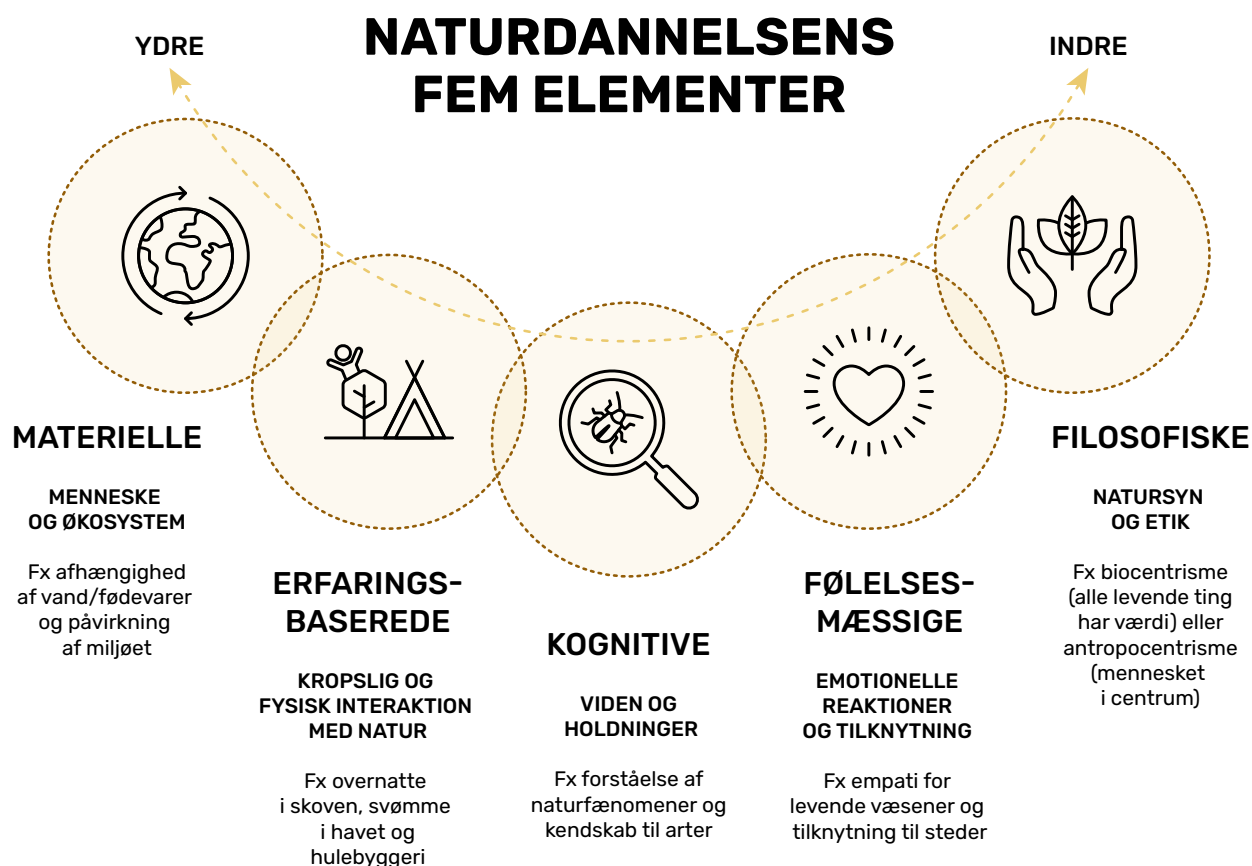 NATURDANNELSENS
FEM ELEMENTER
YDRE
INDRE
MATERIELLE
MENNESKE
OG ØKOSYSTEM
Fx afhængighed
af vand/fødevarer
og påvirkning
af miljøet
ERFARINGS-
BASEREDE
KROPSLIG OG
FYSISK INTERAKTION
MED NATUR
Fx overnatte
i skoven, svømme
i havet og
hulebyggeri
KOGNITIVE
VIDEN OG
HOLDNINGER
Fx forståelse af
naturfænomener og
kendskab til arter
FØLELSES-
MÆSSIGE
EMOTIONELLE
REAKTIONER
OG TILKNYTNING
Fx empati for
levende væsener og
tilknytning til steder
FILOSOFISKE
NATURSYN
OG ETIK
Fx biocentrisme
(alle levende ting
har værdi) eller
antropocentrisme
(mennesket
i centrum)